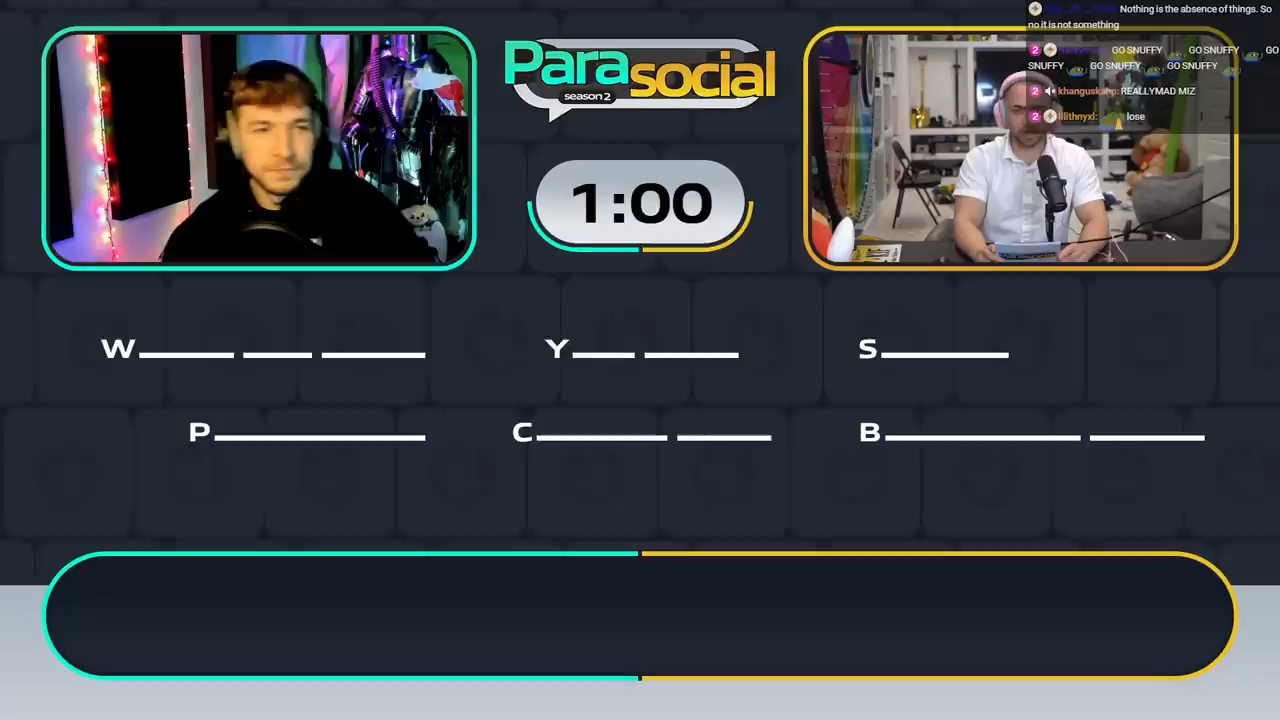 Nothing is the absence of things. So
no it is not something
GO SNUFFY GO SNUFFY GO
SNUFFY GO SNUFFY GO SNUFFY
khanguskahn: REALLYMAD MIZ
lilithnyxl: lose
Para social
season 2
1:00
W
Y
S
P
C
B